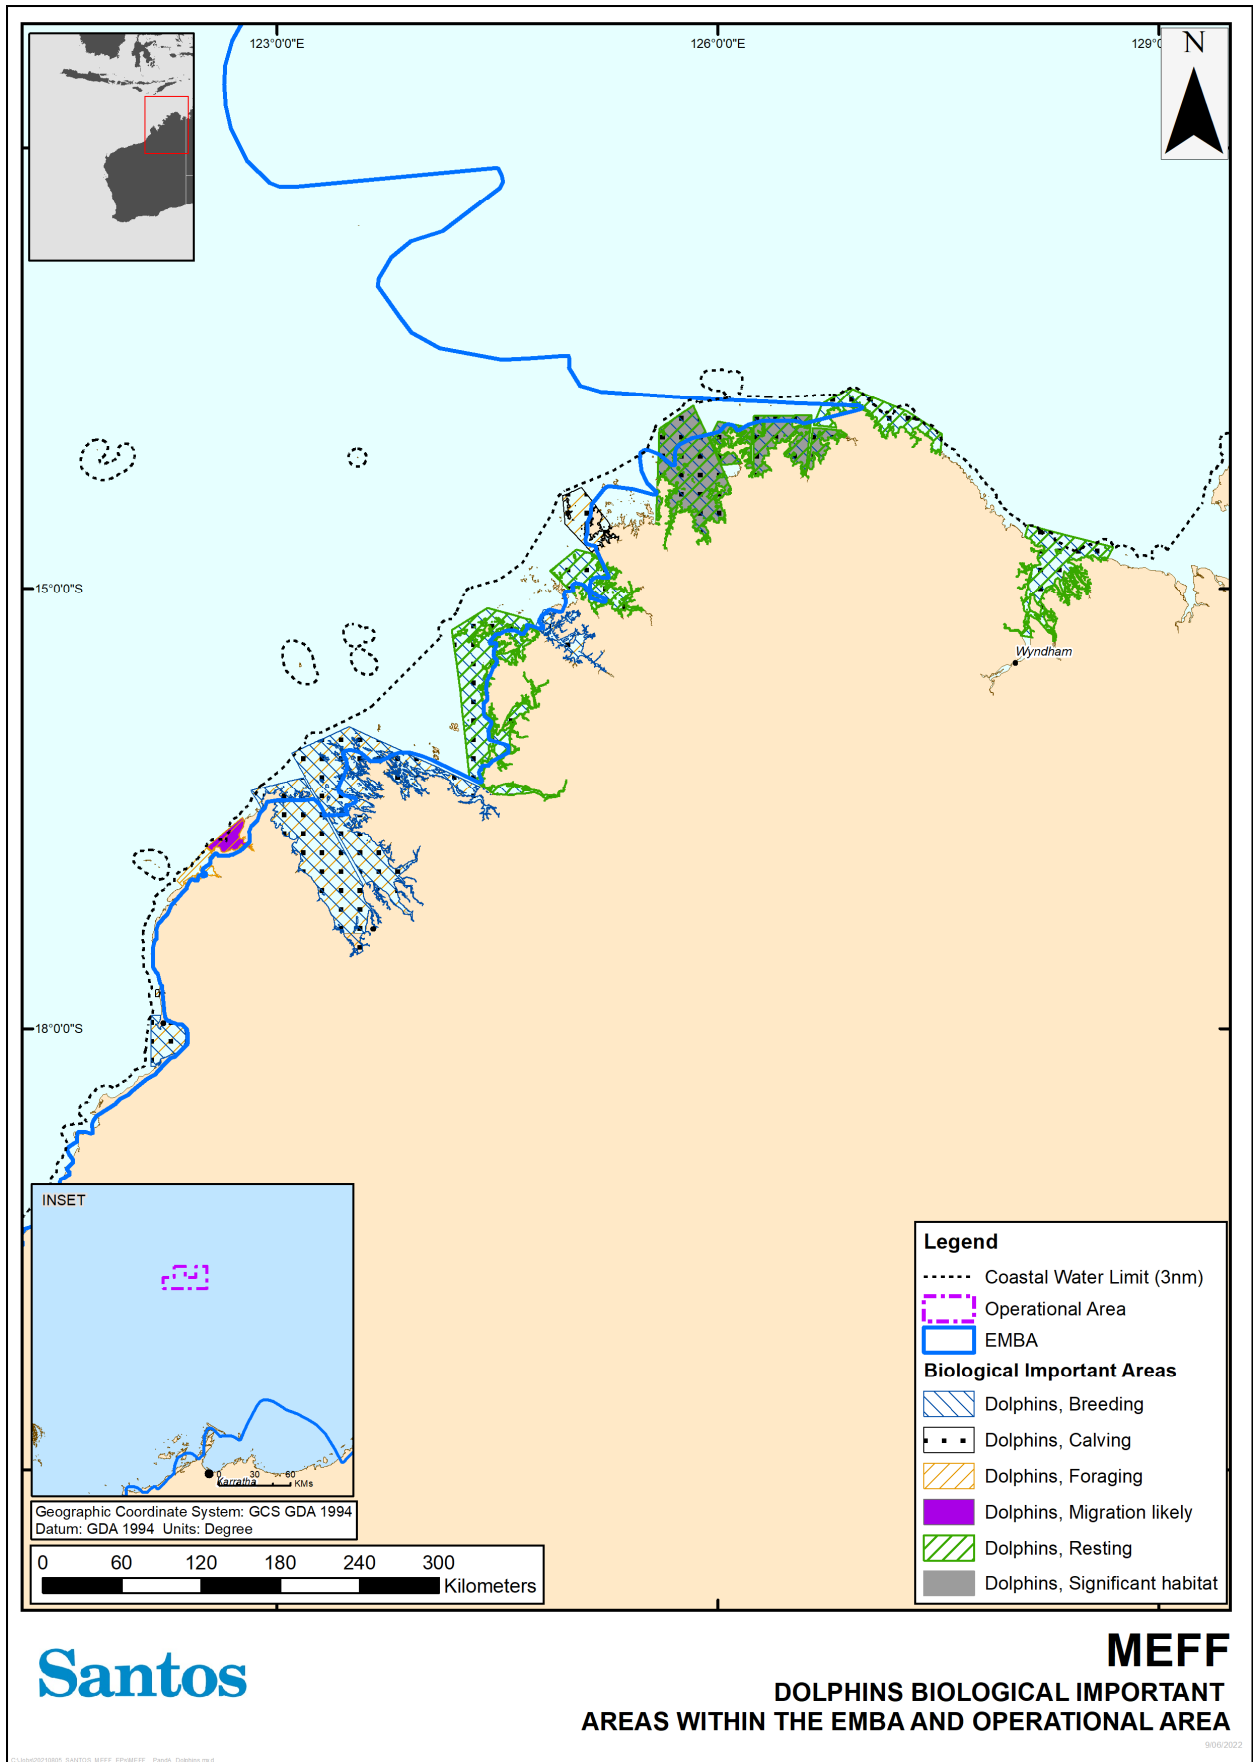 123°0'0"E
126°0'0"E
129°0
N
15°0'0"S
Wyndham
18°0'0"S
INSET
Karratha
0 30 60
KMs
Geographic Coordinate System: GCS GDA 1994
Datum: GDA 1994 Units: Degree
0 60 120 180 240 300
Kilometers
Legend
Coastal Water Limit (3nm)
Operational Area
EMBA
Biological Important Areas
Dolphins, Breeding
Dolphins, Calving
Dolphins, Foraging
Dolphins, Migration likely
Dolphins, Resting
Dolphins, Significant habitat
Santos
MEFF
DOLPHINS BIOLOGICAL IMPORTANT
AREAS WITHIN THE EMBA AND OPERATIONAL AREA
9/06/2022